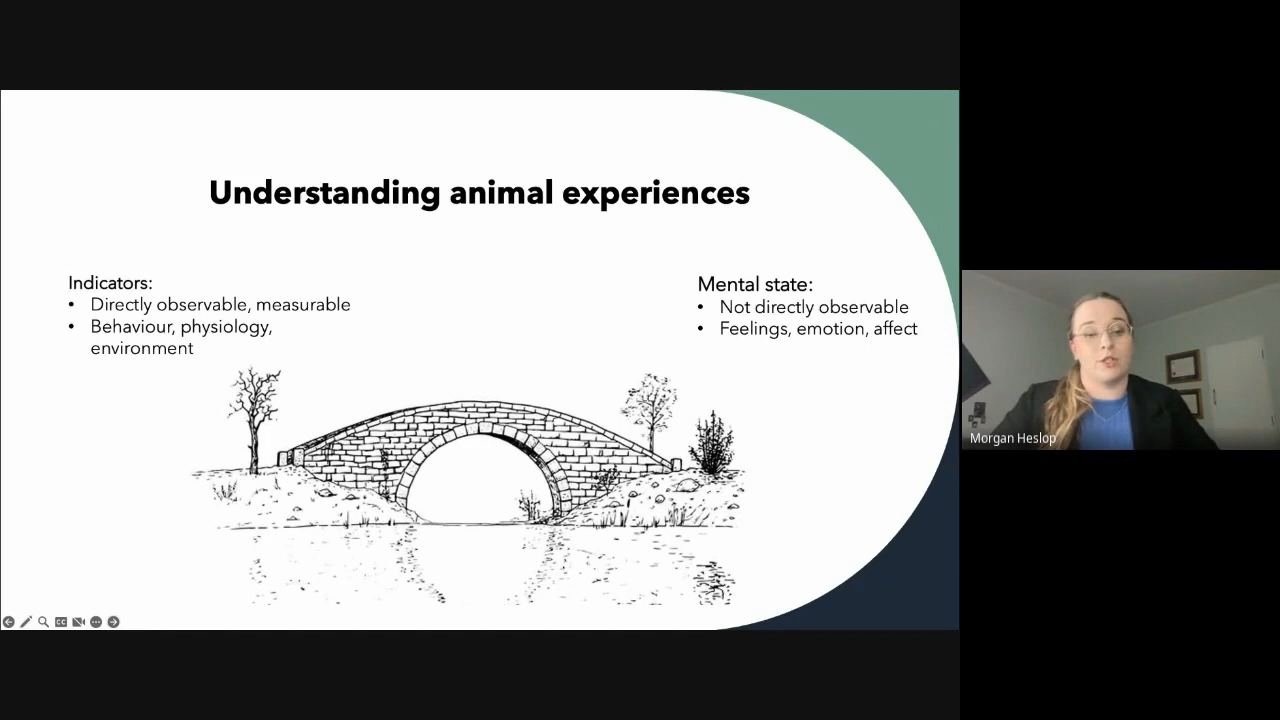 Understanding animal experiences
Indicators:
• Directly observable, measurable
• Behaviour, physiology,
environment
Mental state:
• Not directly observable
• Feelings, emotion, affect
Morgan Heslop